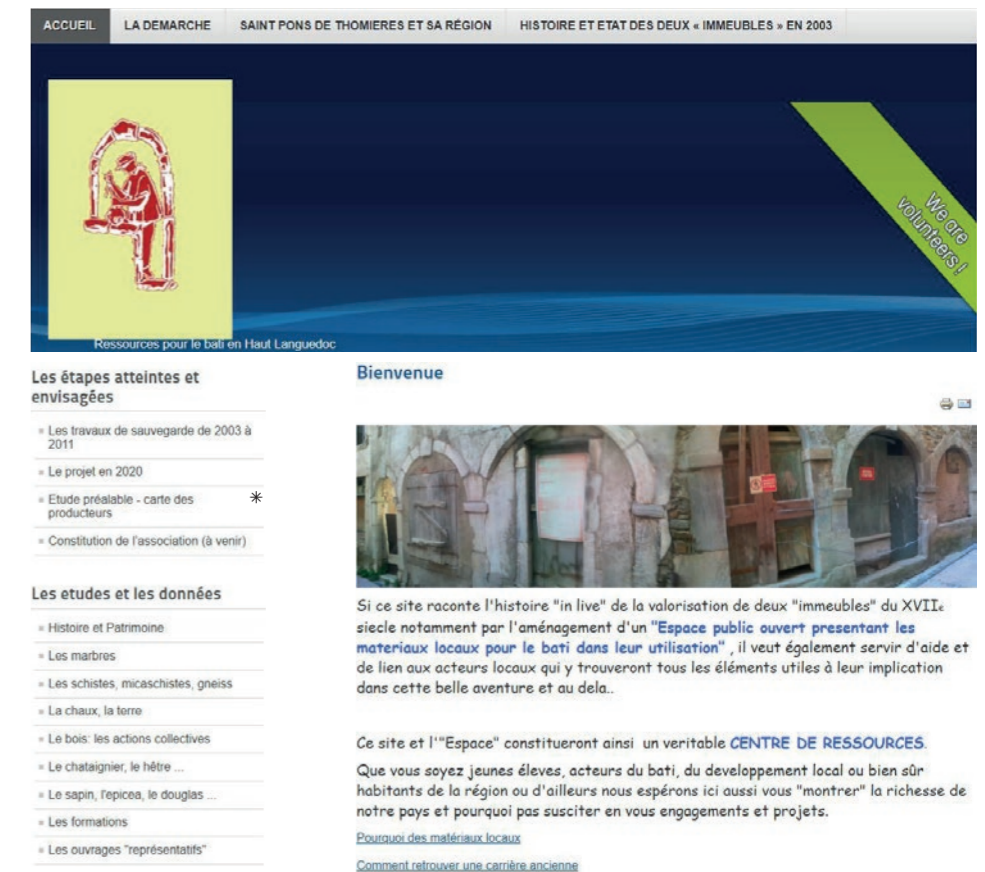 ACCUEIL LA DEMARCHE SAINT PONS DE THOMIERES ET SA RÉGION HISTOIRE ET ETAT DES DEUX « IMMEUBLES » EN 2003
We are
volunteers !
Ressources pour le bati en Haut Languedoc
Les étapes atteintes et
envisagées
Les travaux de sauvegarde de 2003 à
2011
Le projet en 2020
Etude préalable - carte des
producteurs
Constitution de l'association (à venir)
Les etudes et les données
Histoire et Patrimoine
Les marbres
Les schistes, micaschistes, gneiss
La chaux, la terre
Le bois: les actions collectives
Le chataignier, le hêtre ...
Le sapin, l'epicea, le douglas ...
Les formations
Les ouvrages "représentatifs"
Bienvenue
Si ce site raconte l'histoire "in live" de la valorisation de deux "immeubles" du XVIIe
siecle notamment par l'aménagement d'un "Espace public ouvert presentant les
materiaux locaux pour le bati dans leur utilisation" , il veut également servir d'aide et
de lien aux acteurs locaux qui y trouveront tous les éléments utiles à leur implication
dans cette belle aventure et au dela..
Ce site et l'"Espace" constitueront ainsi un veritable CENTRE DE RESSOURCES.
Que vous soyez jeunes éleves, acteurs du bati, du developpement local ou bien sûr
habitants de la région ou d'ailleurs nous espérons ici aussi vous "montrer" la richesse de
notre pays et pourquoi pas susciter en vous engagements et projets.
Pourquoi des matériaux locaux
Comment retrouver une carrière ancienne